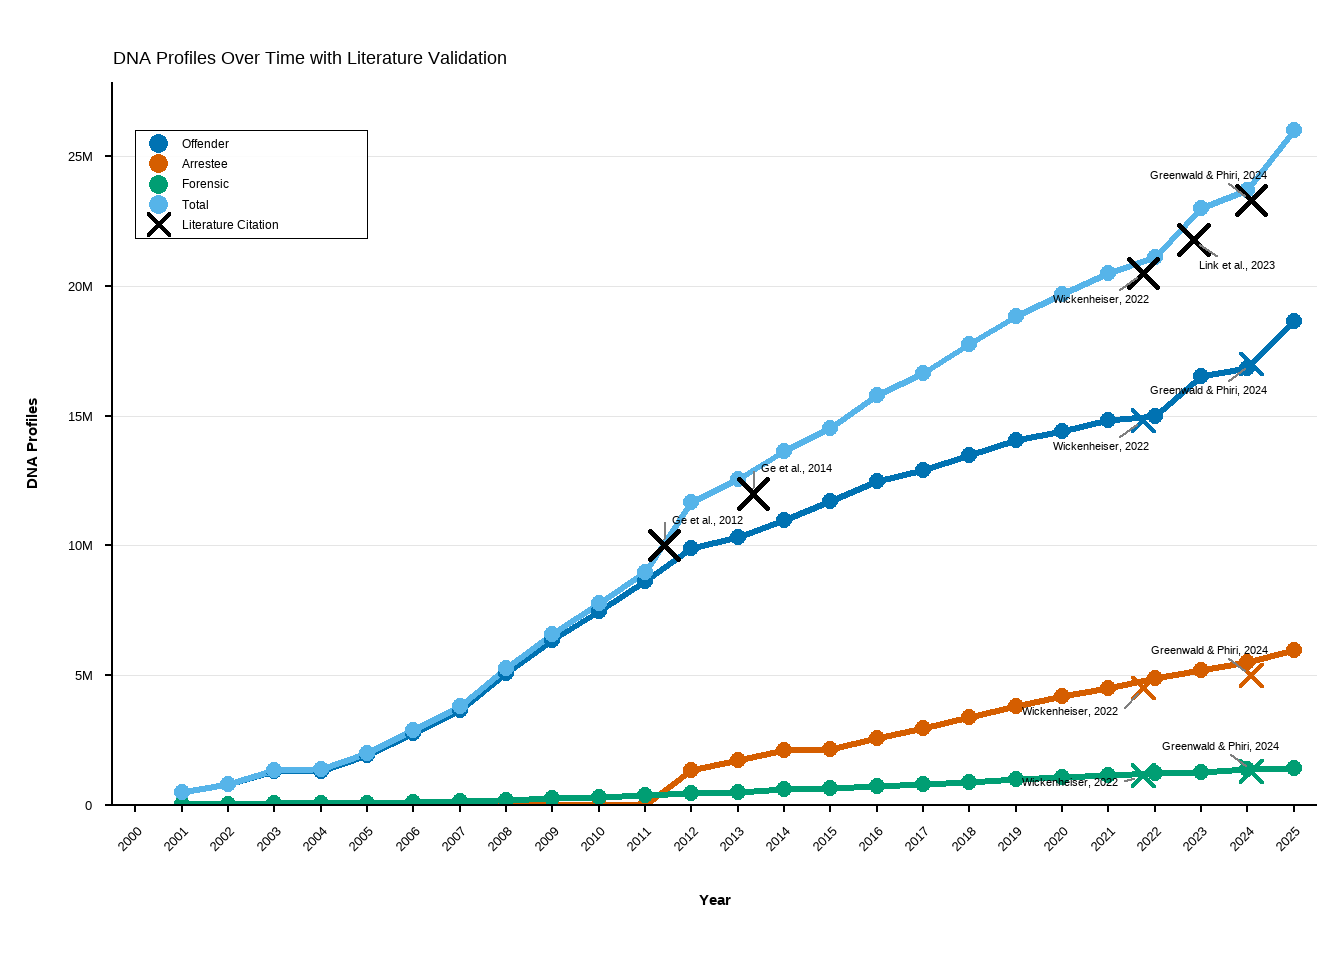 DNA Profiles Over Time with Literature Validation
Offender
Arrestee
Forensic
Total
Literature Citation
25M
20M
15M
10M
5M
0
DNA Profiles
Greenwald & Phiri, 2024
Link et al., 2023
Wickenheiser, 2022
Greenwald & Phiri, 2024
Wickenheiser, 2022
Ge et al., 2014
Ge et al., 2012
Greenwald & Phiri, 2024
Wickenheiser, 2022
Greenwald & Phiri, 2024
Wickenheiser, 2022
2000
2001
2002
2003
2004
2005
2006
2007
2008
2009
2010
2011
2012
2013
2014
2015
2016
2017
2018
2019
2020
2021
2022
2023
2024
2025
Year